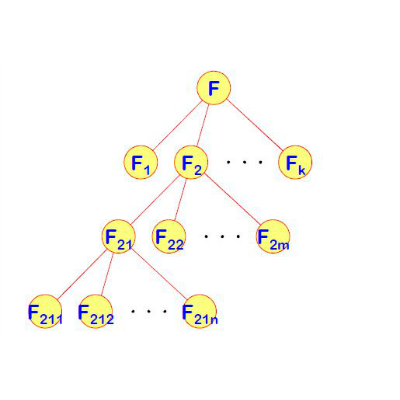 F
F₁ F₂ · · · Fₖ
F₂₁ F₂₂ · · · F₂ₘ
F₂₁₁ F₂₁₂ · · · F₂₁ₙ